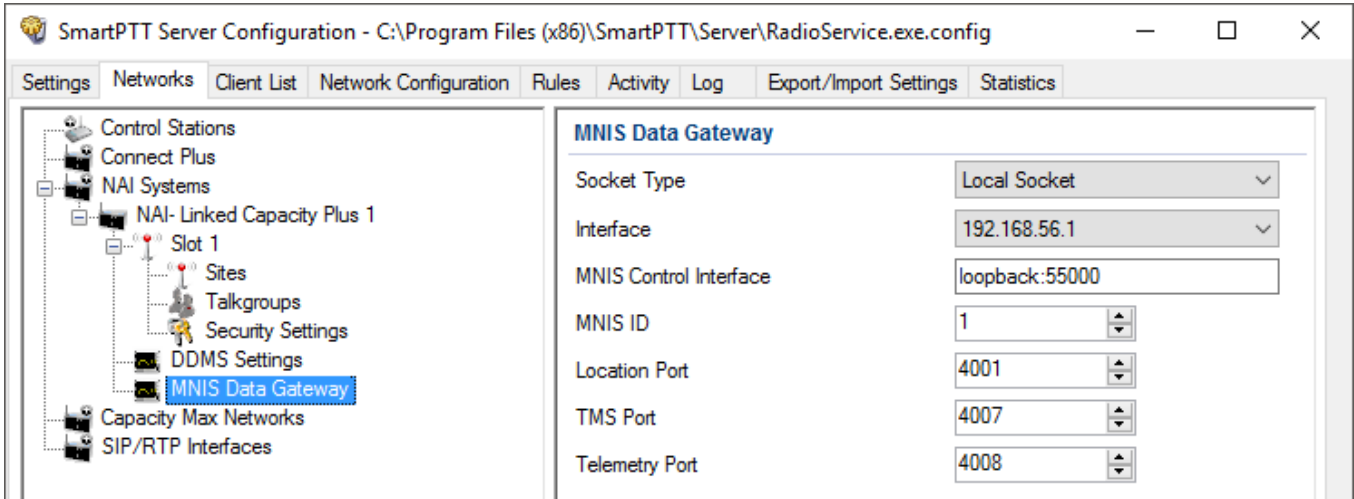 SmartPTT Server Configuration - C:\Program Files (x86)\SmartPTT\Server\RadioService.exe.config
Settings Networks Client List Network Configuration Rules Activity Log Export/Import Settings Statistics
Control Stations
Connect Plus
NAI Systems
NAI- Linked Capacity Plus 1
Slot 1
Sites
Talkgroups
Security Settings
DDMS Settings
MNIS Data Gateway
Capacity Max Networks
SIP/RTP Interfaces
MNIS Data Gateway
Socket Type Local Socket
Interface 192.168.56.1
MNIS Control Interface loopback:55000
MNIS ID 1
Location Port 4001
TMS Port 4007
Telemetry Port 4008